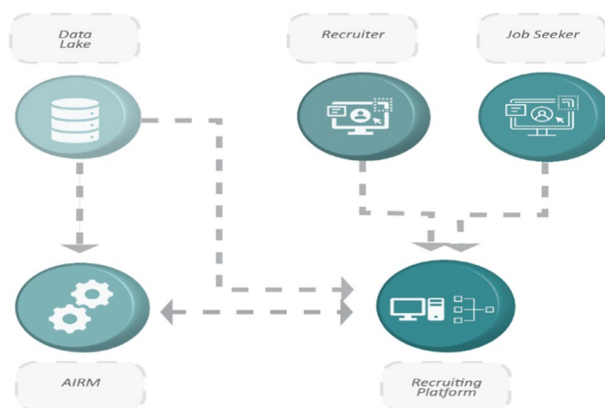 Data
Lake
Recruiter
Job Seeker
AIRM
Recruiting
Platform